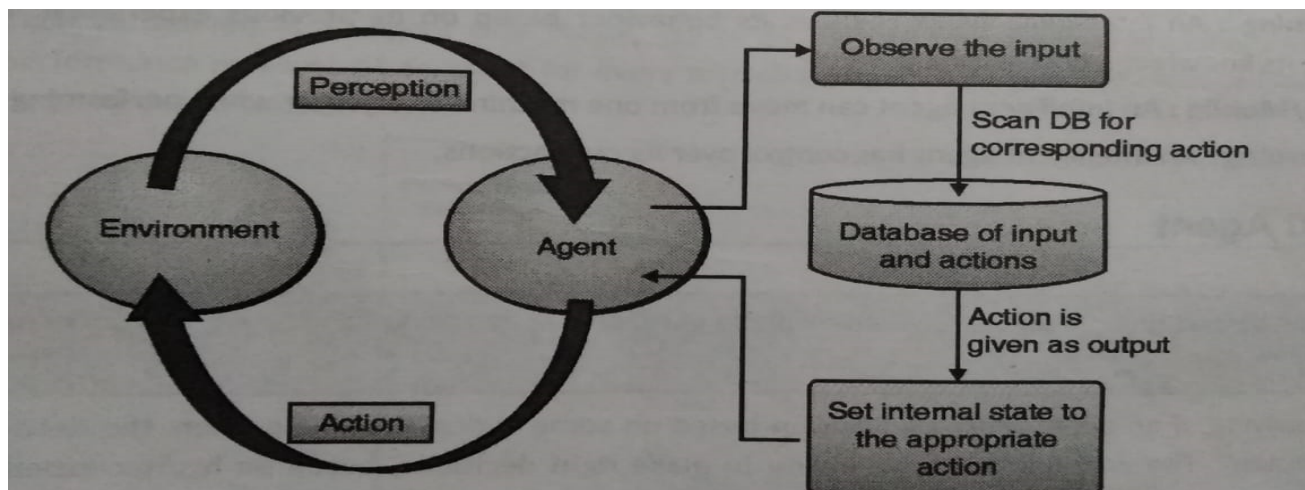 Perception
Environment
Agent
Action
Observe the input
Scan DB for
corresponding action
Database of input
and actions
Action is
given as output
Set internal state to
the appropriate
action
Agent